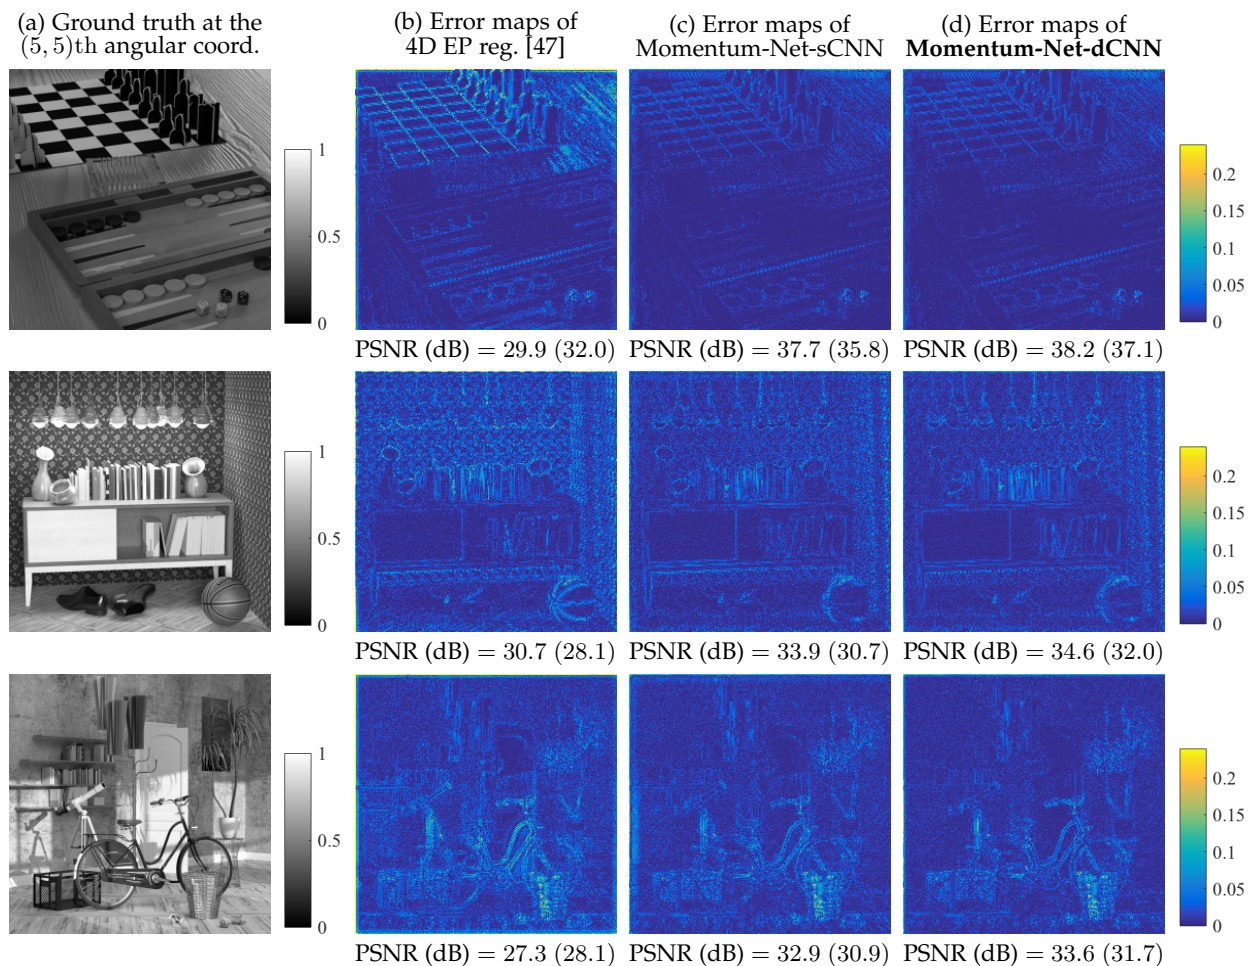 (a) Ground truth at the
(5, 5)th angular coord.
(b) Error maps of
4D EP reg. [47]
(c) Error maps of
Momentum-Net-sCNN
(d) Error maps of
Momentum-Net-dCNN
1
0.5
0
0.2
0.15
0.1
0.05
0
PSNR (dB) = 29.9 (32.0)
PSNR (dB) = 37.7 (35.8)
PSNR (dB) = 38.2 (37.1)
1
0.5
0
0.2
0.15
0.1
0.05
0
PSNR (dB) = 30.7 (28.1)
PSNR (dB) = 33.9 (30.7)
PSNR (dB) = 34.6 (32.0)
1
0.5
0
0.2
0.15
0.1
0.05
0
PSNR (dB) = 27.3 (28.1)
PSNR (dB) = 32.9 (30.9)
PSNR (dB) = 33.6 (31.7)